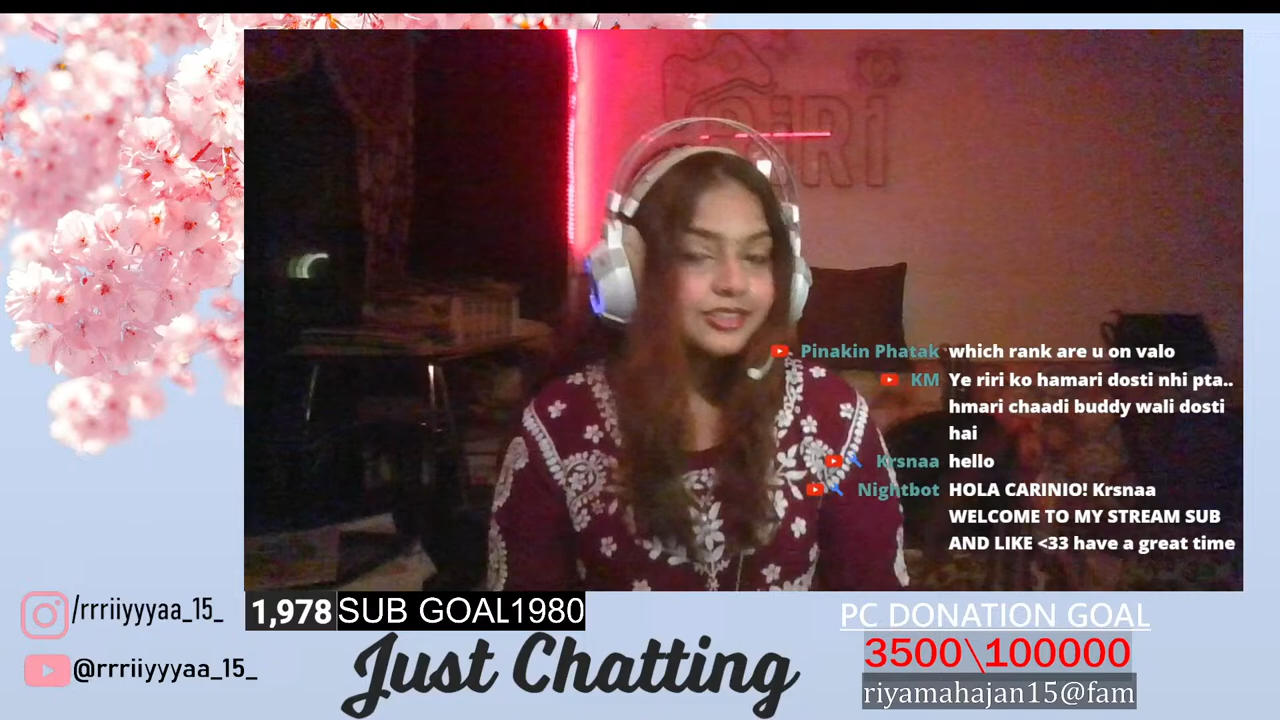 RiRi
Pinakin Phatak which rank are u on valo
KM Ye riri ko hamari dosti nhi pta..
hmari chaadi buddy wali dosti
hai
Krsnaa hello
Nightbot HOLA CARINIO! Krsnaa
WELCOME TO MY STREAM SUB
AND LIKE <33 have a great time
/rrriiyyyaa_15_
@rrriiyyyaa_15_
1,978 SUB GOAL1980
Just Chatting
PC DONATION GOAL
3500\100000
riyamahajan15@fam